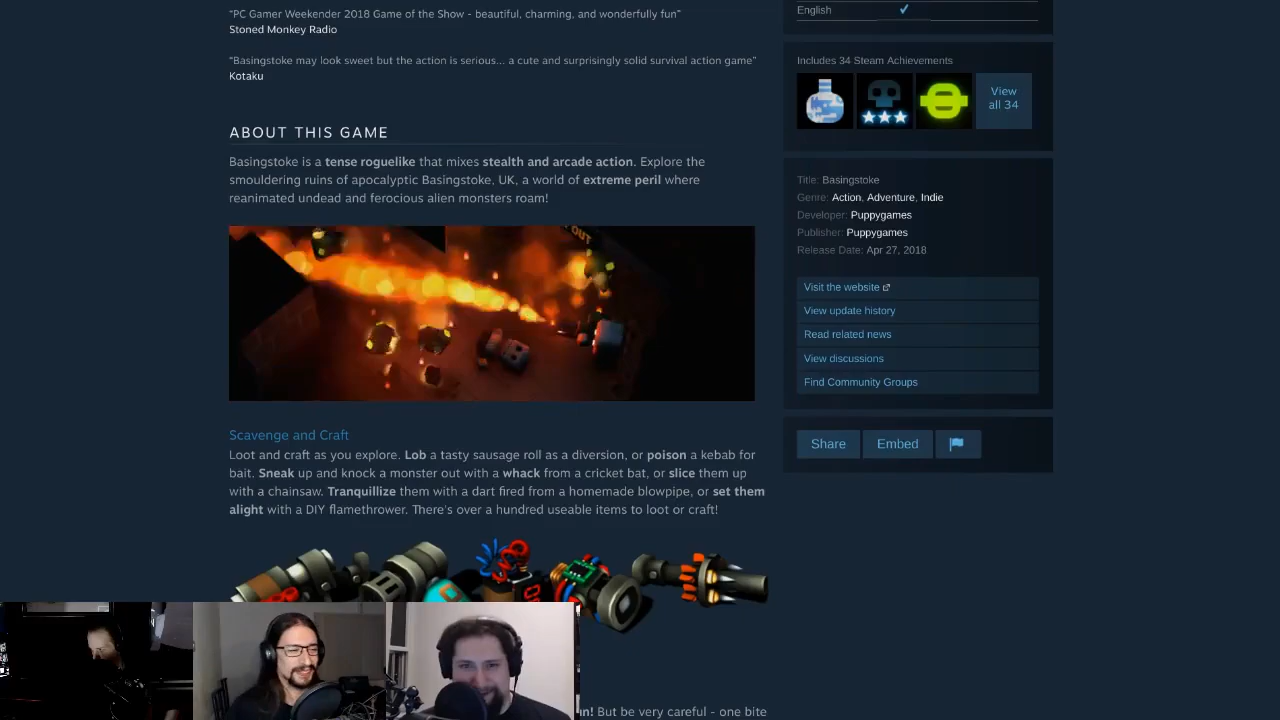 “PC Gamer Weekender 2018 Game of the Show - beautiful, charming, and wonderfully fun”
Stoned Monkey Radio
“Basingstoke may look sweet but the action is serious... a cute and surprisingly solid survival action game”
Kotaku
ABOUT THIS GAME
Basingstoke is a tense roguelike that mixes stealth and arcade action. Explore the
smouldering ruins of apocalyptic Basingstoke, UK, a world of extreme peril where
reanimated undead and ferocious alien monsters roam!
OUT
Scavenge and Craft
Loot and craft as you explore. Lob a tasty sausage roll as a diversion, or poison a kebab for
bait. Sneak up and knock a monster out with a whack from a cricket bat, or slice them up
with a chainsaw. Tranquillize them with a dart fired from a homemade blowpipe, or set them
alight with a DIY flamethrower. There's over a hundred useable items to loot or craft!
But be very careful - one bite
English
Includes 34 Steam Achievements
View
all 34
Title: Basingstoke
Genre: Action, Adventure, Indie
Developer: Puppygames
Publisher: Puppygames
Release Date: Apr 27, 2018
Visit the website
View update history
Read related news
View discussions
Find Community Groups
Share
Embed